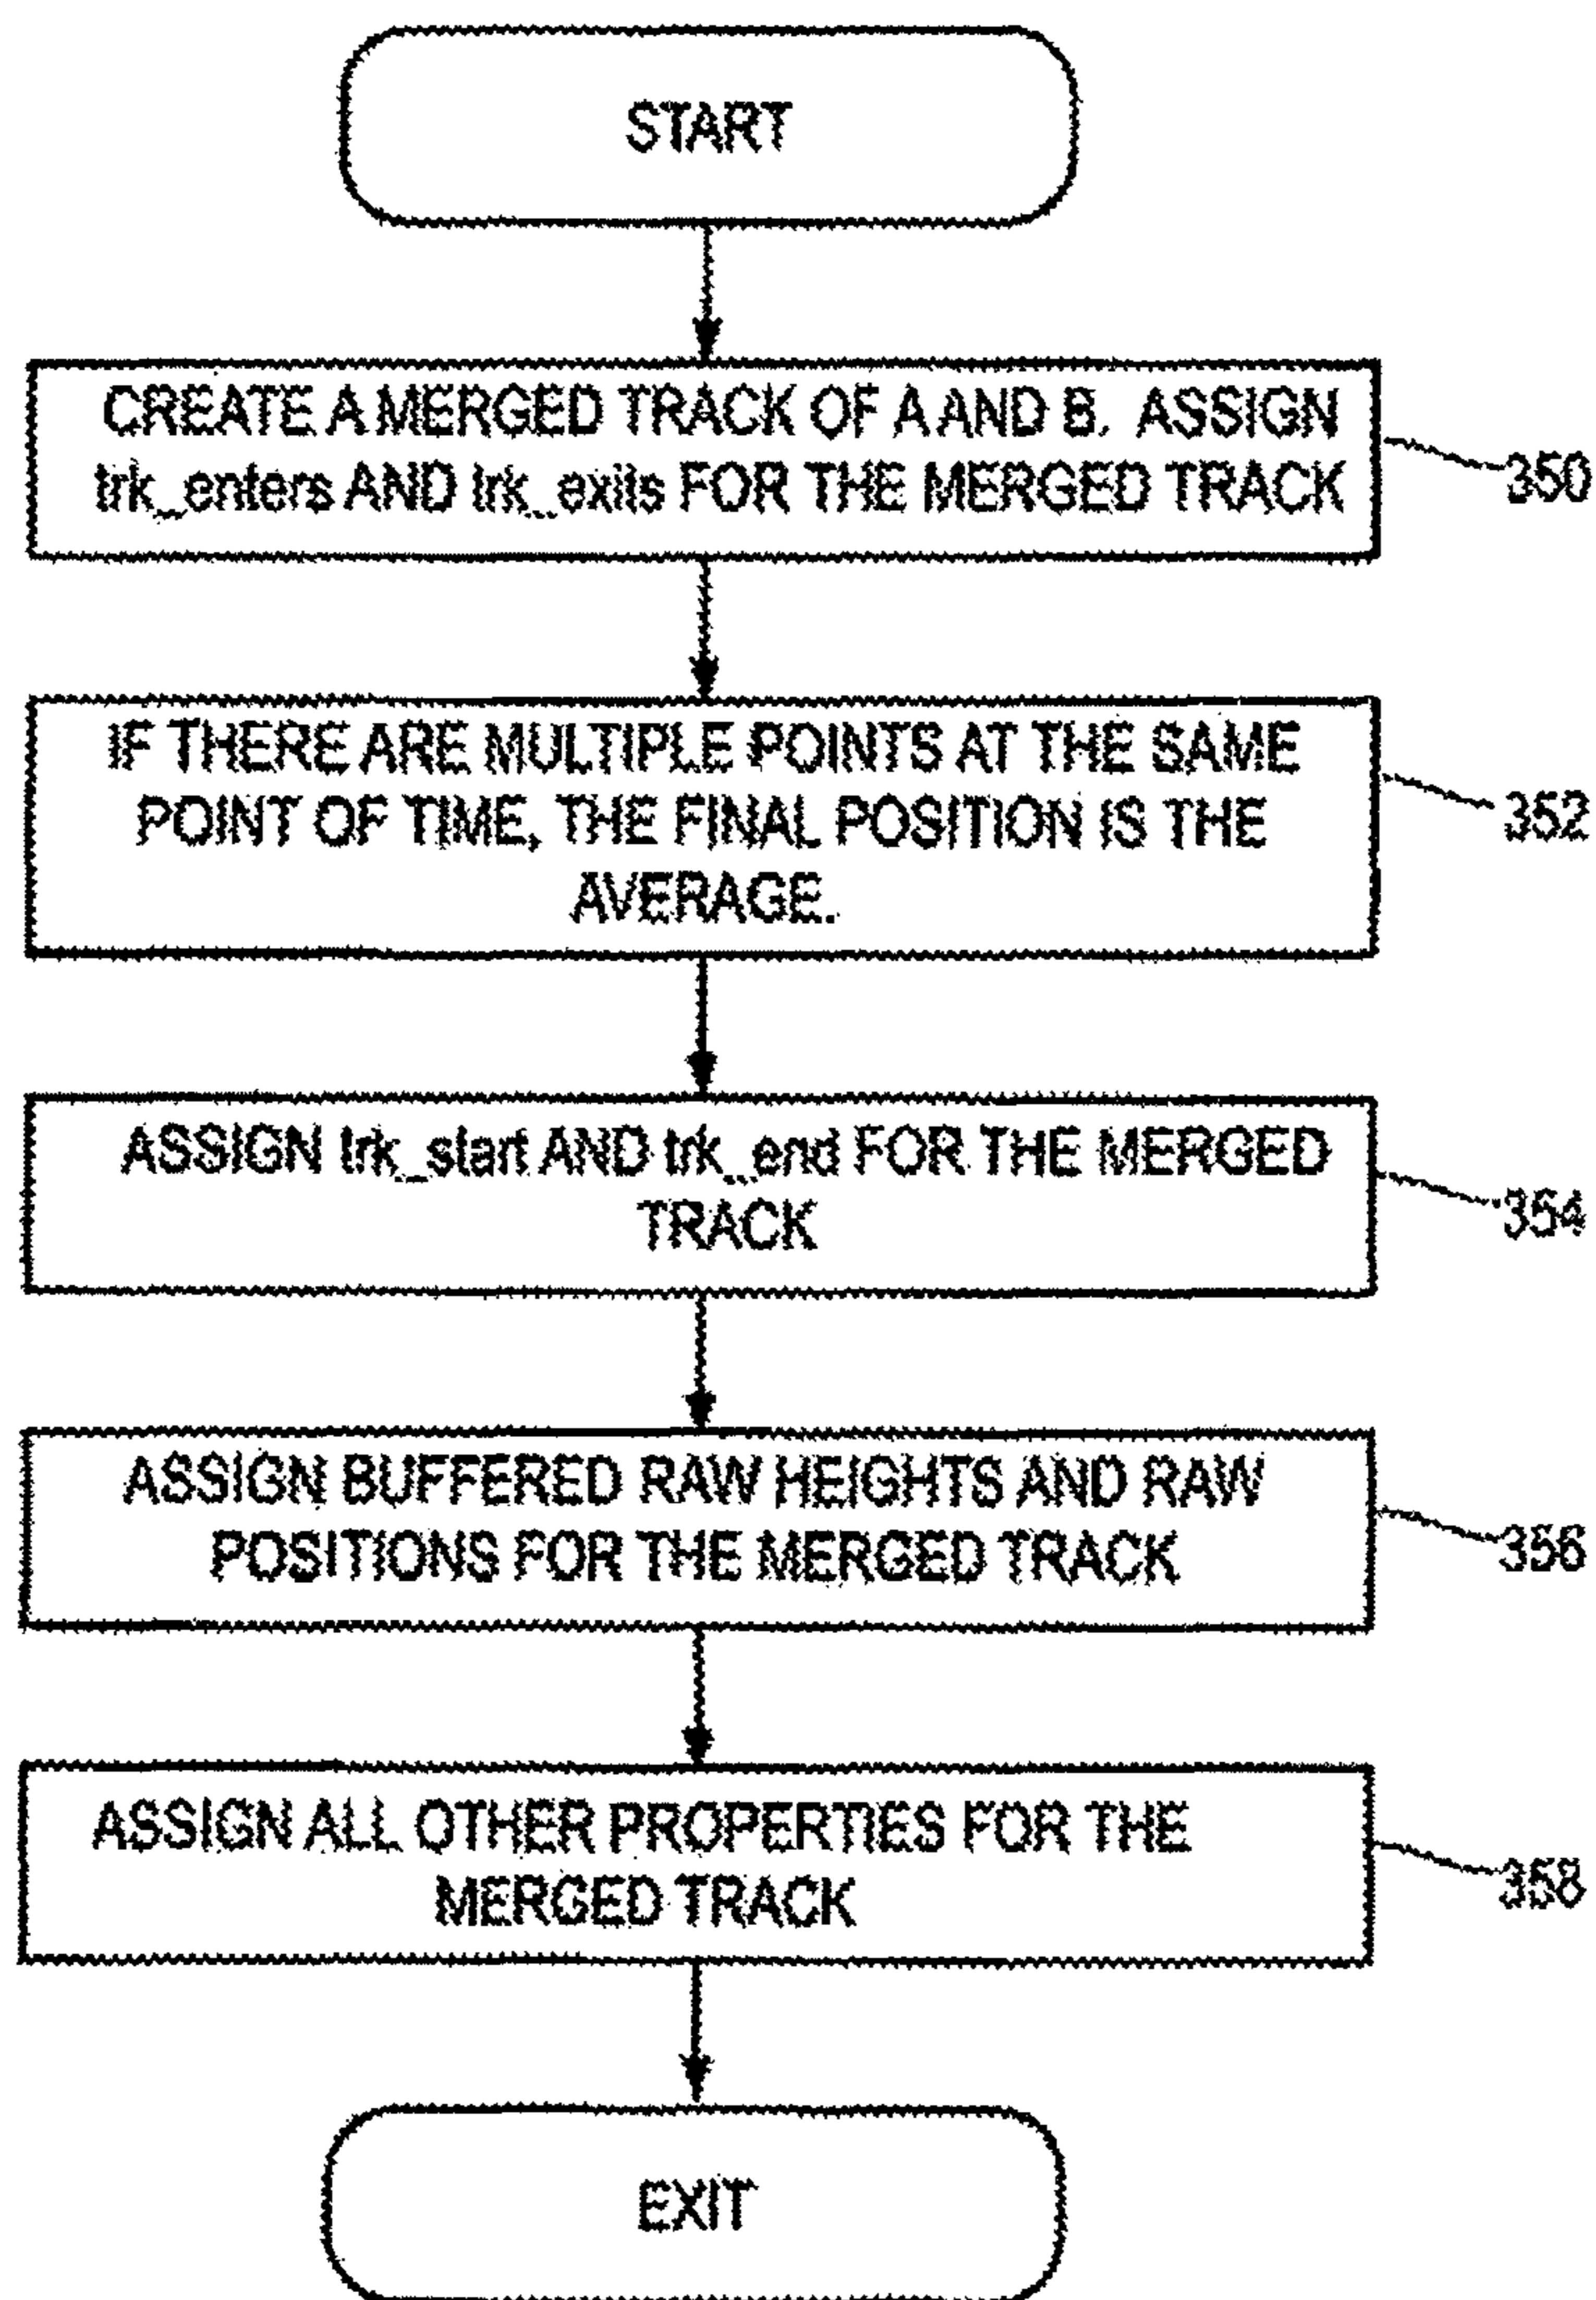 START
CREATE A MERGED TRACK OF A AND B. ASSIGN
trk_enters AND trk_exits FOR THE MERGED TRACK
350
IF THERE ARE MULTIPLE POINTS AT THE SAME
POINT OF TIME, THE FINAL POSITION IS THE
AVERAGE.
352
ASSIGN trk_start AND trk_end FOR THE MERGED
TRACK
354
ASSIGN BUFFERED RAW HEIGHTS AND RAW
POSITIONS FOR THE MERGED TRACK
356
ASSIGN ALL OTHER PROPERTIES FOR THE
MERGED TRACK
358
EXIT